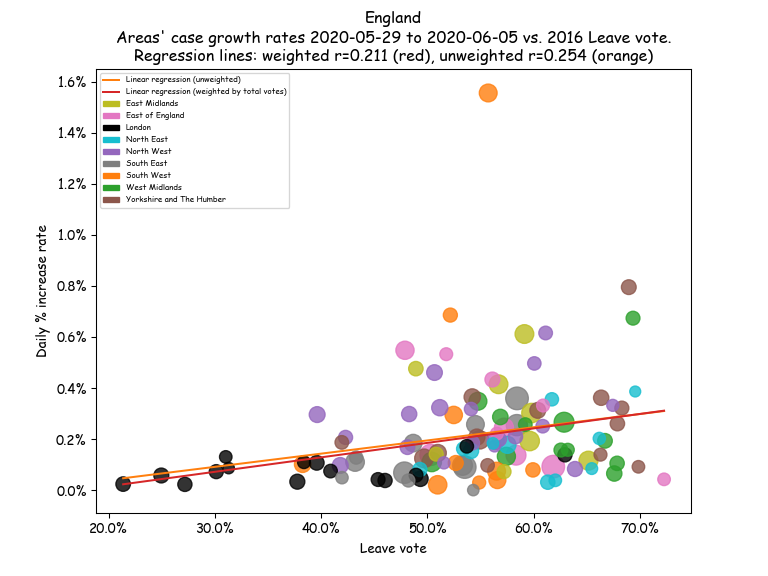 England
Areas' case growth rates 2020-05-29 to 2020-06-05 vs. 2016 Leave vote.
Regression lines: weighted r=0.211 (red), unweighted r=0.254 (orange)
Linear regression (unweighted)
Linear regression (weighted by total votes)
East Midlands
East of England
London
North East
North West
South East
South West
West Midlands
Yorkshire and The Humber
1.6%
1.4%
1.2%
1.0%
0.8%
0.6%
0.4%
0.2%
0.0%
Daily % increase rate
20.0% 30.0% 40.0% 50.0% 60.0% 70.0%
Leave vote